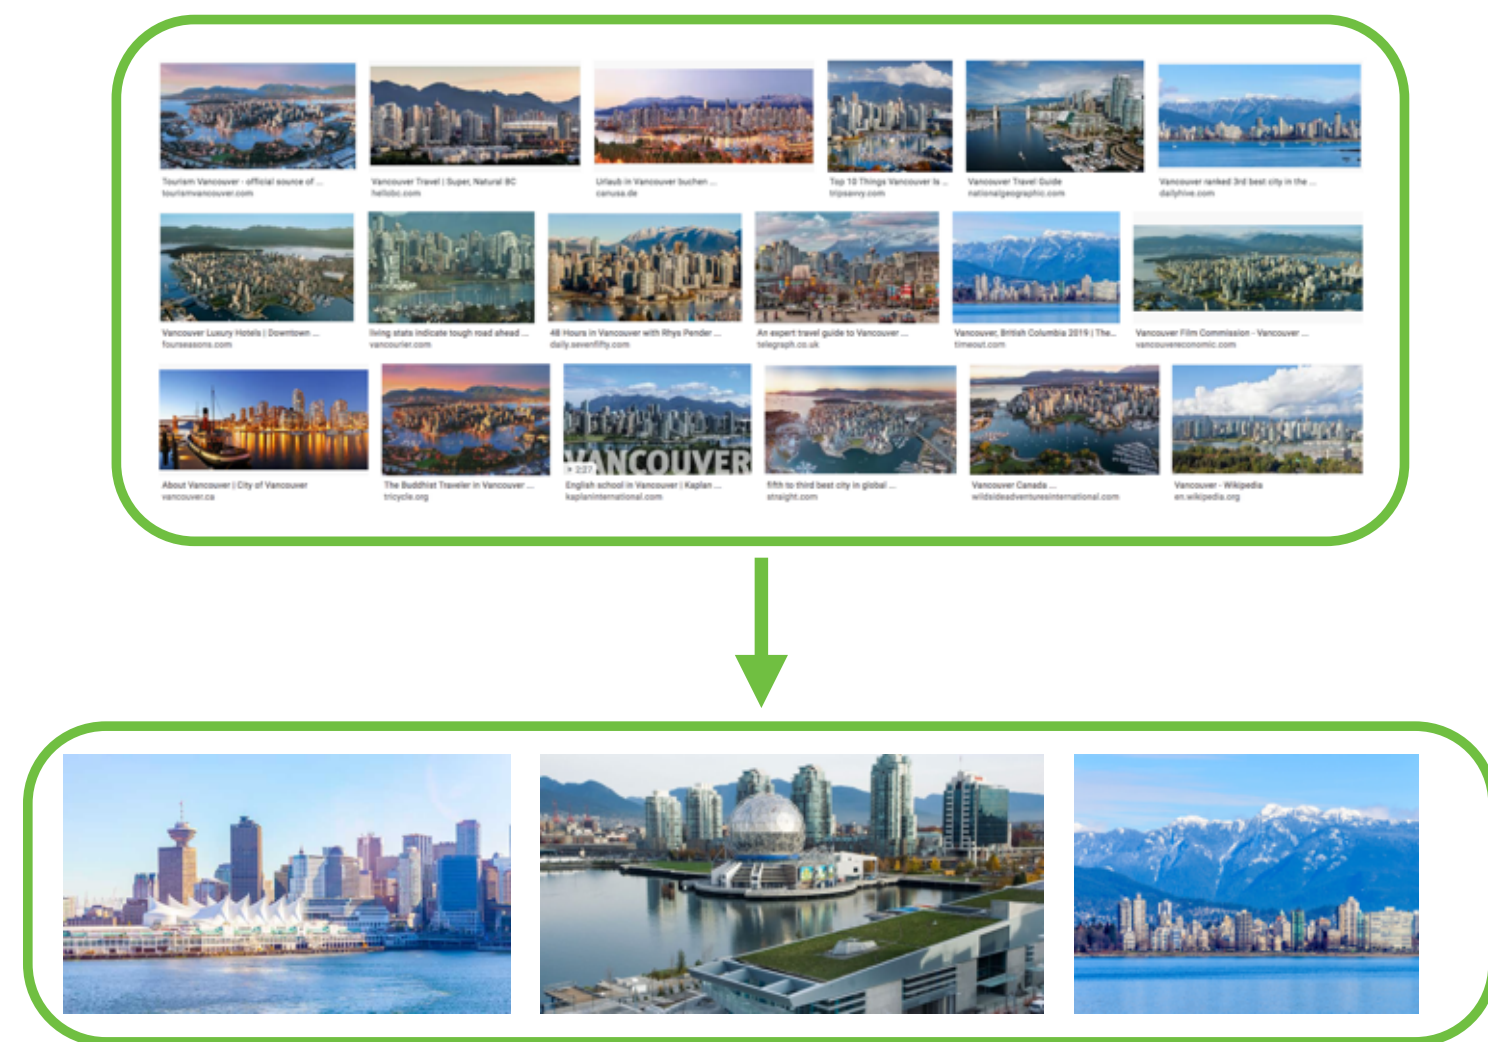 Tourism Vancouver - official source of ...
tourismvancouver.com
Vancouver Travel | Super, Natural BC
hellobc.com
Urlaub in Vancouver buchen ...
canusa.de
Top 10 Things Vancouver Is ...
tripsavvy.com
Vancouver Travel Guide
nationalgeographic.com
Vancouver ranked 3rd best city in the ...
dailyhive.com
Vancouver Luxury Hotels | Downtown ...
fourseasons.com
living stats indicate tough road ahead ...
vancourier.com
48 Hours in Vancouver with Rhys Pender ...
daily.sevenfifty.com
An expert travel guide to Vancouver ...
telegraph.co.uk
Vancouver, British Columbia 2019 | The...
timeout.com
Vancouver Film Commission - Vancouver ...
vancouvereconomic.com
VANCOUVER
2:27
About Vancouver | City of Vancouver
vancouver.ca
The Buddhist Traveler in Vancouver ...
tricycle.org
English school in Vancouver | Kaplan ...
kaplaninternational.com
fifth to third best city in global ...
straight.com
Vancouver Canada ...
wildsideadventuresinternational.com
Vancouver - Wikipedia
en.wikipedia.org